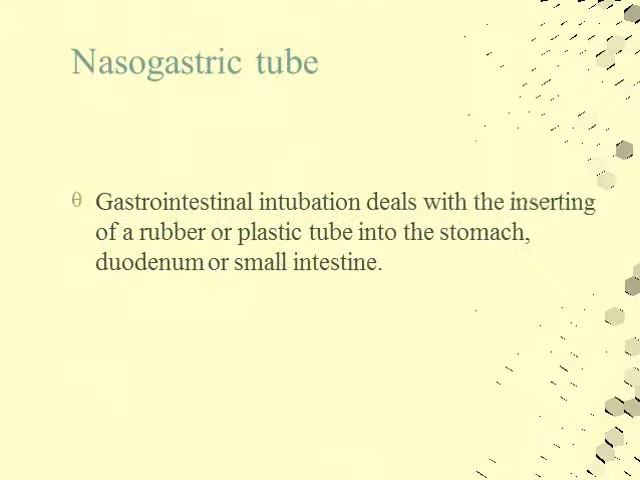 Nasogastric tube
θ Gastrointestinal intubation deals with the inserting
of a rubber or plastic tube into the stomach,
duodenum or small intestine.